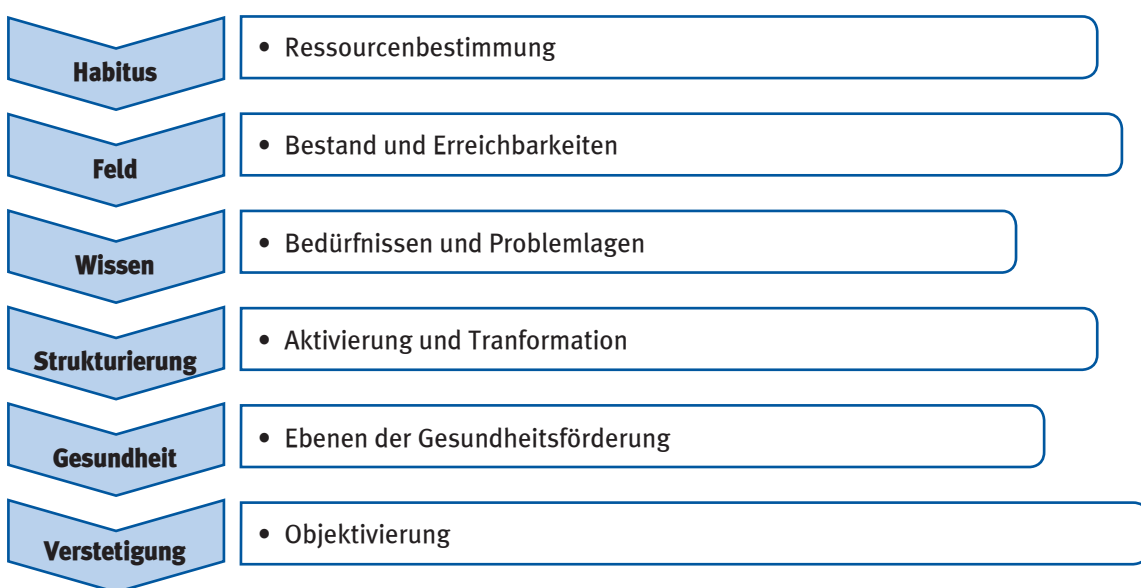 Habitus
• Ressourcenbestimmung
Feld
• Bestand und Erreichbarkeiten
Wissen
• Bedürfnissen und Problemlagen
Strukturierung
• Aktivierung und Tranformation
Gesundheit
• Ebenen der Gesundheitsförderung
Verstetigung
• Objektivierung